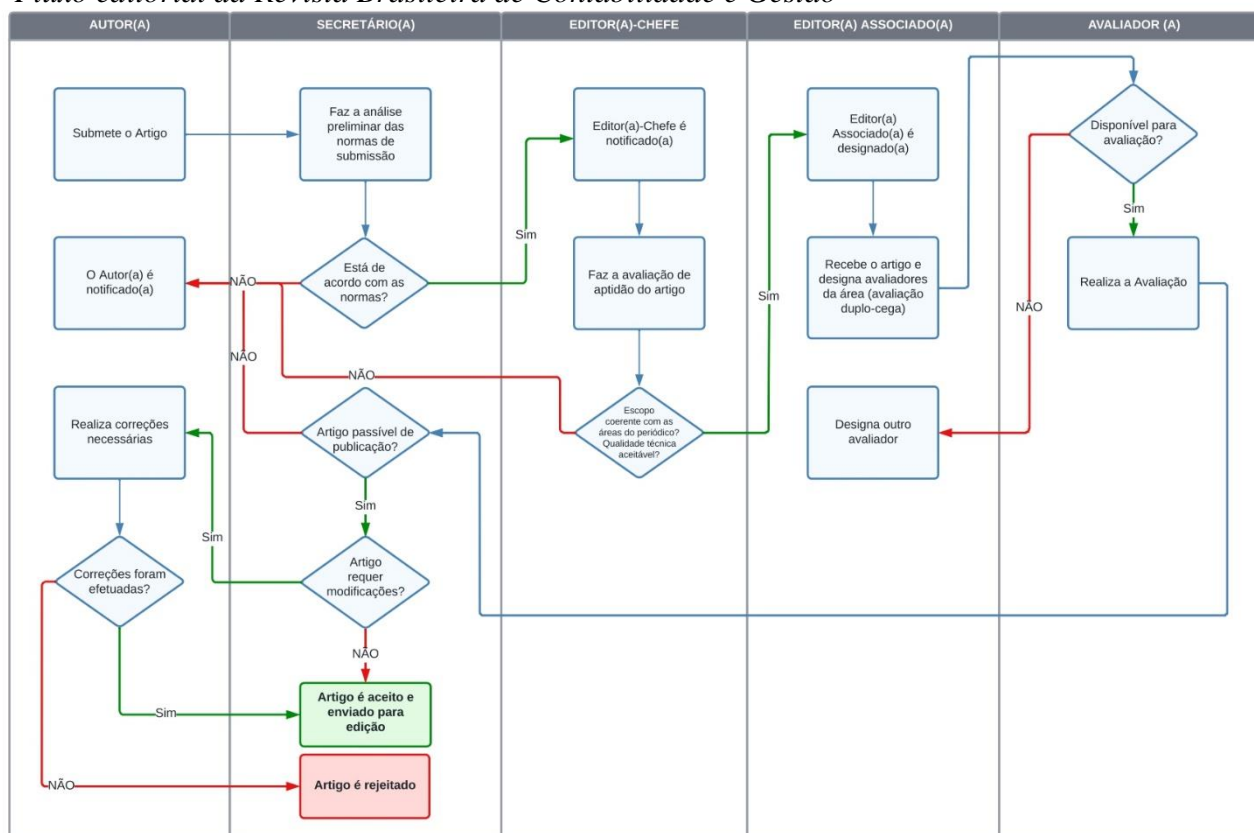 Fluxo editorial da Revista Brasileira de Contabilidade e Gestão
AUTOR(A)
SECRETÁRIO(A)
EDITOR(A)-CHEFE
EDITOR(A) ASSOCIADO(A)
AVALIADOR (A)
Submete o Artigo
Faz a análise
preliminar das
normas de
submissão
Editor(a)-Chefe é
notificado(a)
Editor(a)
Associado(a) é
designado(a)
Disponível para
avaliação?
Sim
Sim
O Autor(a) é
notificado(a)
NÃO
Está de
acordo com as
normas?
Faz a avaliação de
aptidão do artigo
Sim
Recebe o artigo e
designa avaliadores
da área (avaliação
duplo-cega)
NÃO
Realiza a Avaliação
NÃO
NÃO
Realiza correções
necessárias
Artigo passível de
publicação?
Escopo
coerente com as
áreas do periódico?
Qualidade técnica
aceitável?
Designa outro
avaliador
Sim
Sim
Correções foram
efetuadas?
Artigo
requer
modificações?
NÃO
Sim
Artigo é aceito e
enviado para
edição
NÃO
Artigo é rejeitado